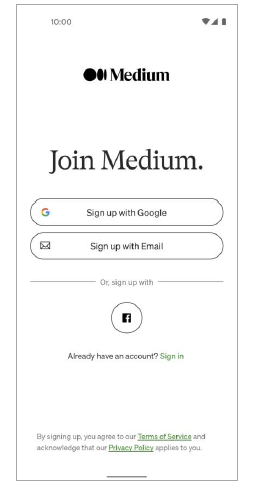 10:00
Medium
Join Medium.
Sign up with Google
Sign up with Email
Or, sign up with
Already have an account? Sign in
By signing up, you agree to our Terms of Service and
acknowledge that our Privacy Policy applies to you.